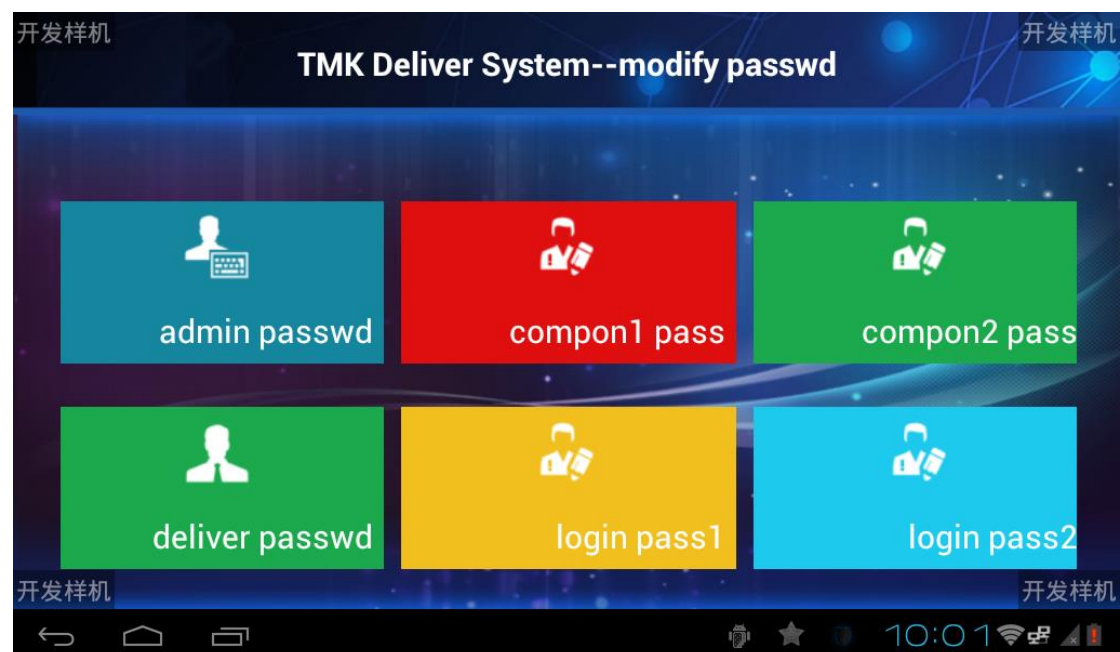 开发样机
开发样机
TMK Deliver System--modify passwd
admin passwd
compon1 pass
compon2 pass
deliver passwd
login pass1
login pass2
开发样机
开发样机
10:01